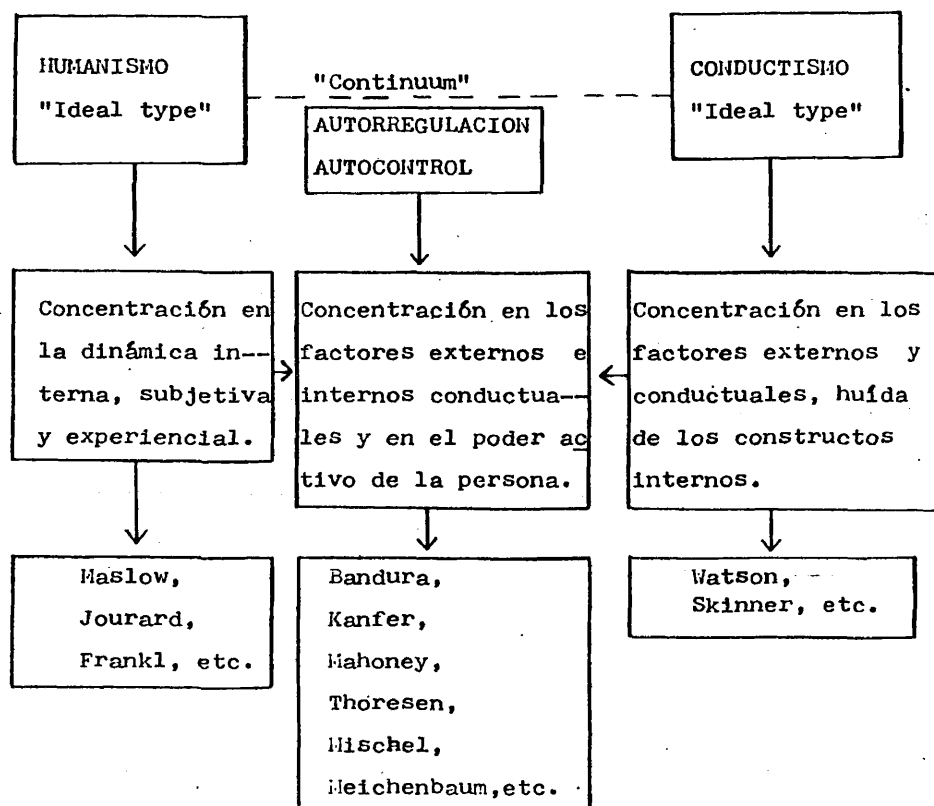 HUMANISMO
"Ideal type"
"Continuum"
AUTORREGULACION
AUTOCONTROL
CONDUCTISMO
"Ideal type"
Concentración en
la dinámica in--
terna, subjetiva
y experiencial.
Concentración en los
factores externos e
internos conductua--
les y en el poder ac
tivo de la persona.
Concentración en los
factores externos y
conductuales, huída
de los constructos
internos.
Maslow,
Jourard,
Frankl, etc.
Bandura,
Kanfer,
Mahoney,
Thoresen,
Mischel,
Meichenbaum,etc.
Watson,
Skinner, etc.